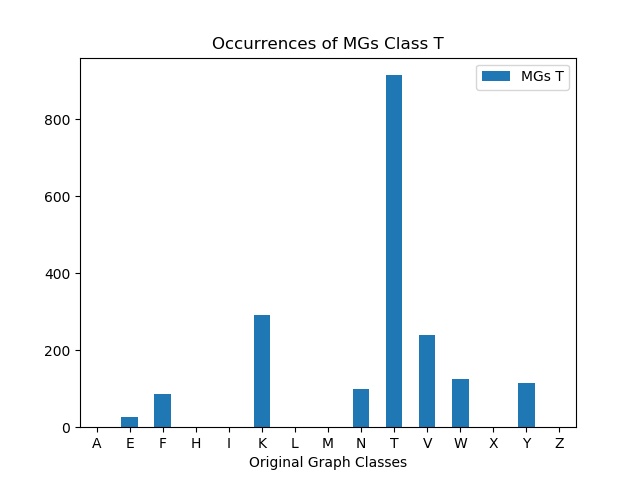 Occurrences of MGs Class T
MGs T
800
600
400
200
0
A E F H I K L M N T V W X Y Z
Original Graph Classes